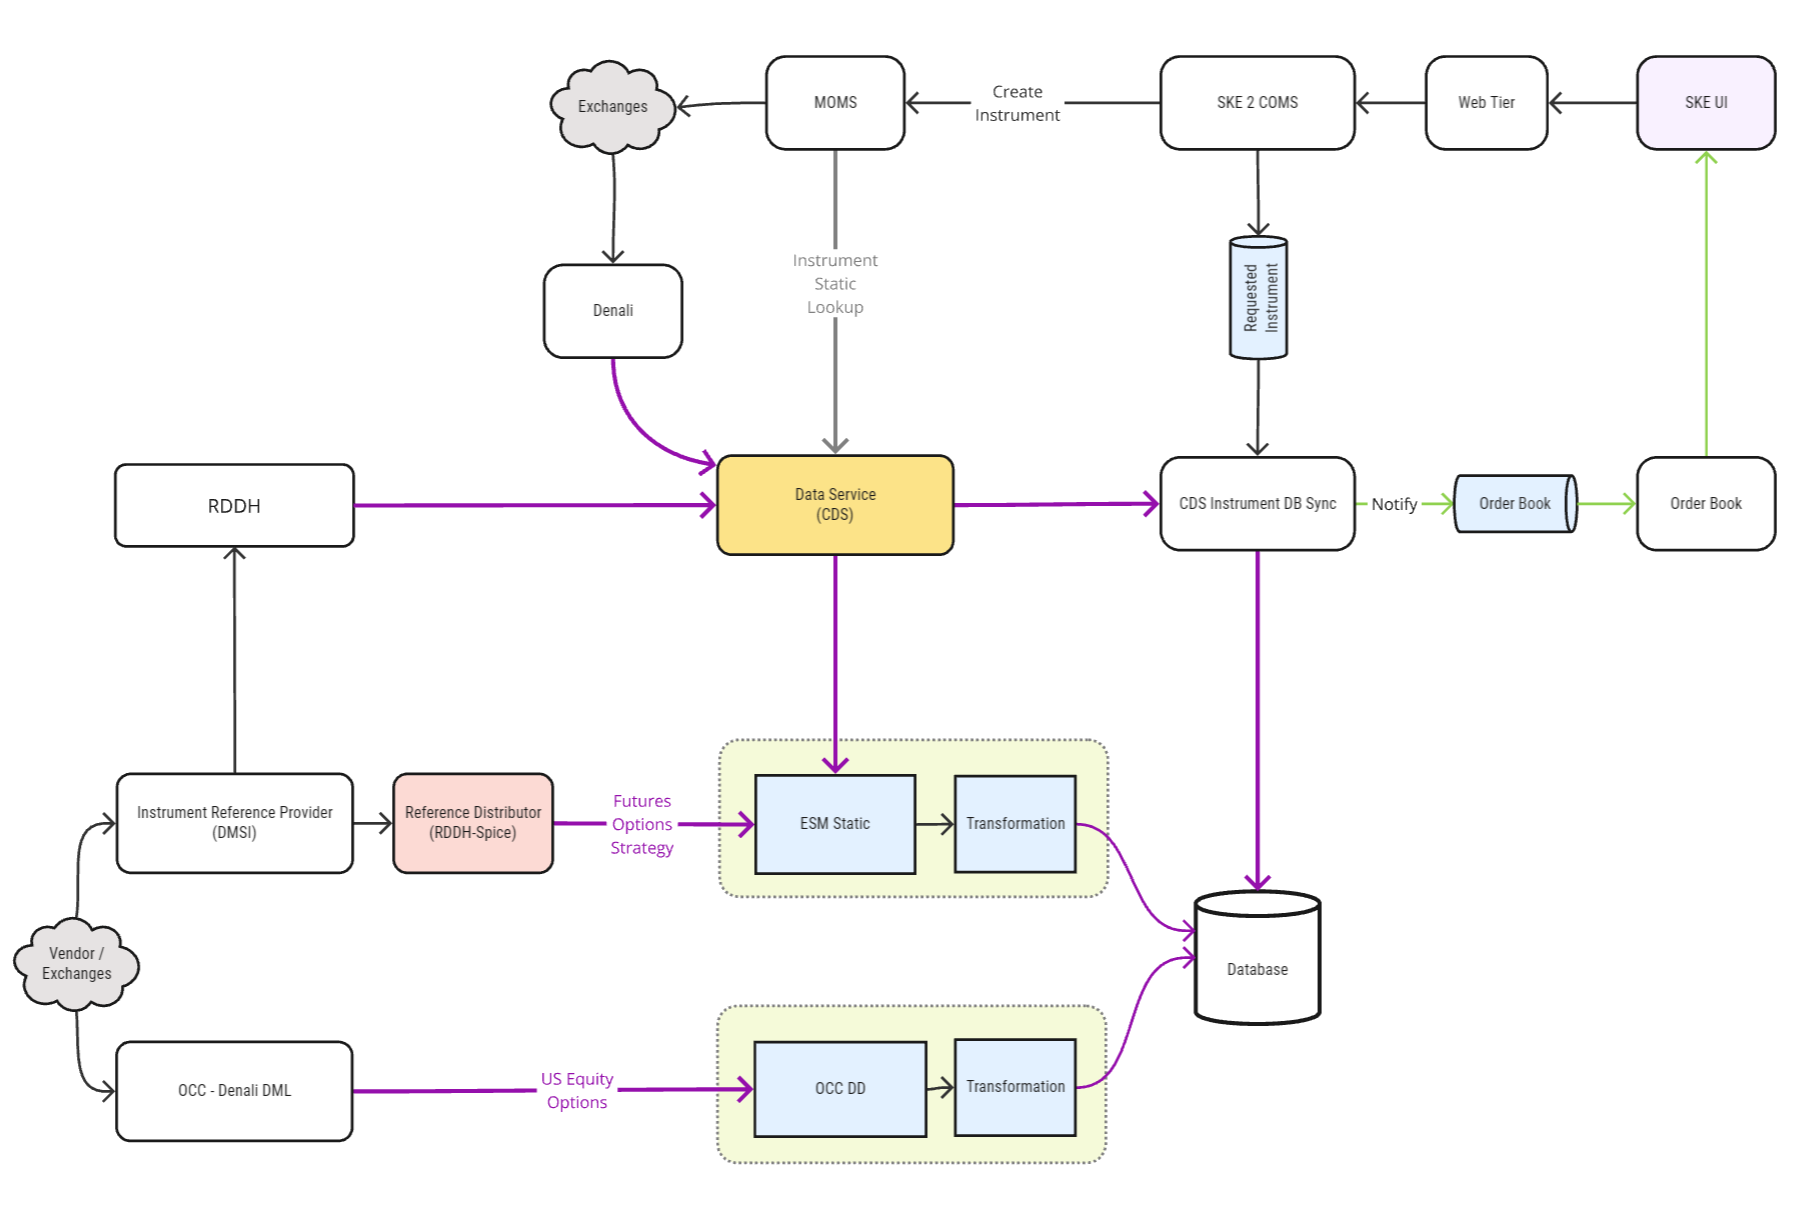 Exchanges
MOMS
Create
Instrument
SKE 2 COMS
Web Tier
SKE UI
Instrument
Static
Lookup
Requested
Instrument
Denali
RDDH
Data Service
(CDS)
CDS Instrument DB Sync
Notify
Order Book
Order Book
Instrument Reference Provider
(DMSI)
Reference Distributor
(RDDH-Spice)
Futures
Options
Strategy
ESM Static
Transformation
Vendor /
Exchanges
Database
OCC - Denali DML
US Equity
Options
OCC DD
Transformation